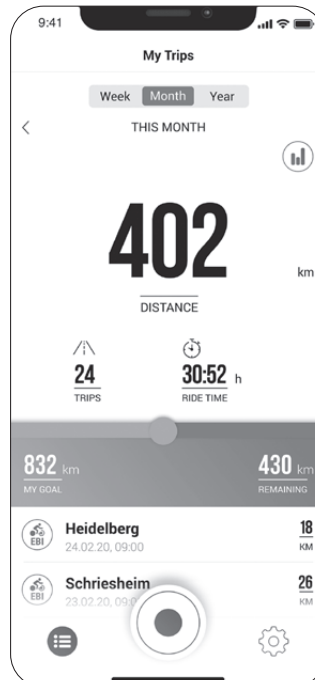 9:41
My Trips
Week Month Year
THIS MONTH
402 km
DISTANCE
24 30:52 h
TRIPS RIDE TIME
832 km 430 km
MY GOAL REMAINING
EBI Heidelberg 18
24.02.20, 09:00 KM
EBI Schriesheim 26
23.02.20, KM